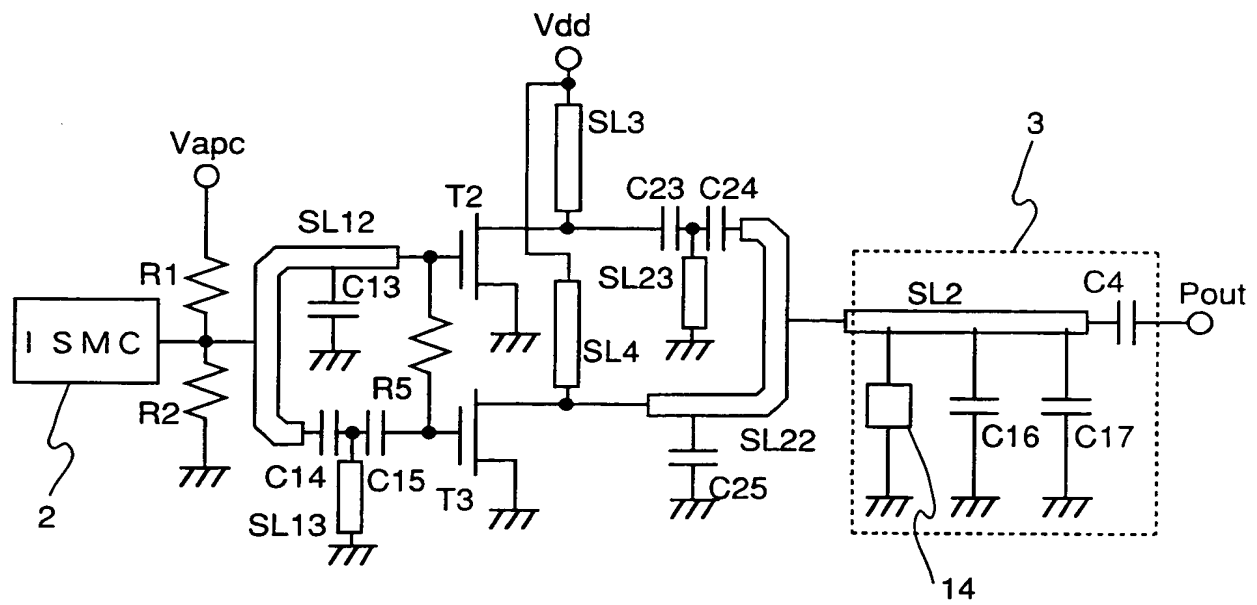 Vdd
SL3
3
Vapc
T2
C23
C24
SL12
R1
C13
SL23
SL2
C4
Pout
I SMC
SL4
R2
R5
C14
C15
SL22
C16
C17
C25
T3
2
SL13
14